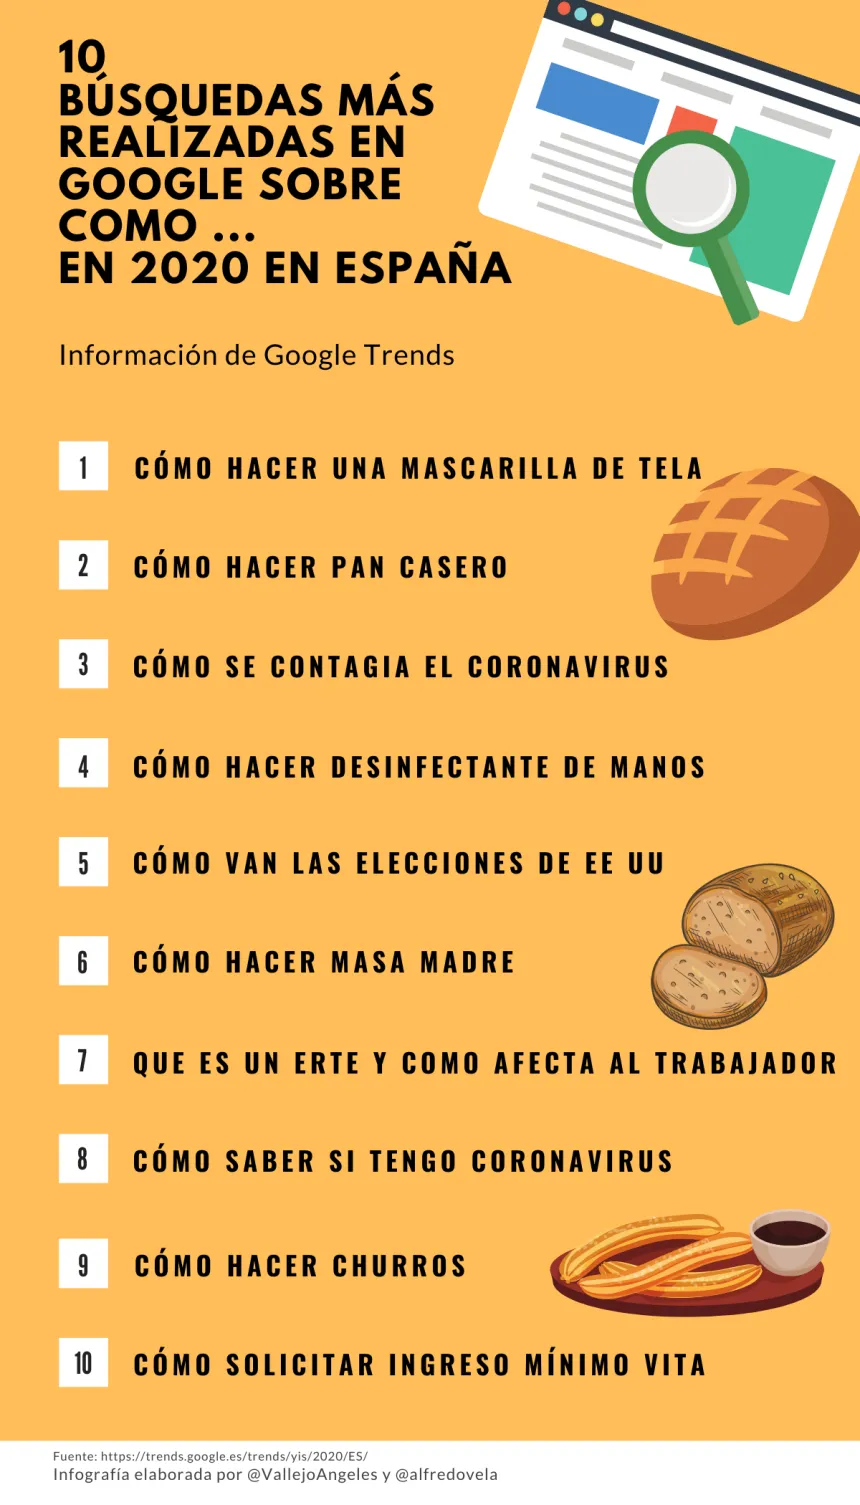 10
BÚSQUEDAS MÁS
REALIZADAS EN
GOOGLE SOBRE
COMO ...
EN 2020 EN ESPAÑA
Información de Google Trends
1 CÓMO HACER UNA MASCARILLA DE TELA
2 CÓMO HACER PAN CASERO
3 CÓMO SE CONTAGIA EL CORONAVIRUS
4 CÓMO HACER DESINFECTANTE DE MANOS
5 CÓMO VAN LAS ELECCIONES DE EE UU
6 CÓMO HACER MASA MADRE
7 QUE ES UN ERTE Y COMO AFECTA AL TRABAJADOR
8 CÓMO SABER SI TENGO CORONAVIRUS
9 CÓMO HACER CHURROS
10 CÓMO SOLICITAR INGRESO MÍNIMO VITA
Fuente: https://trends.google.es/trends/yis/2020/ES/
Infografía elaborada por @VallejoAngeles y @alfredovela